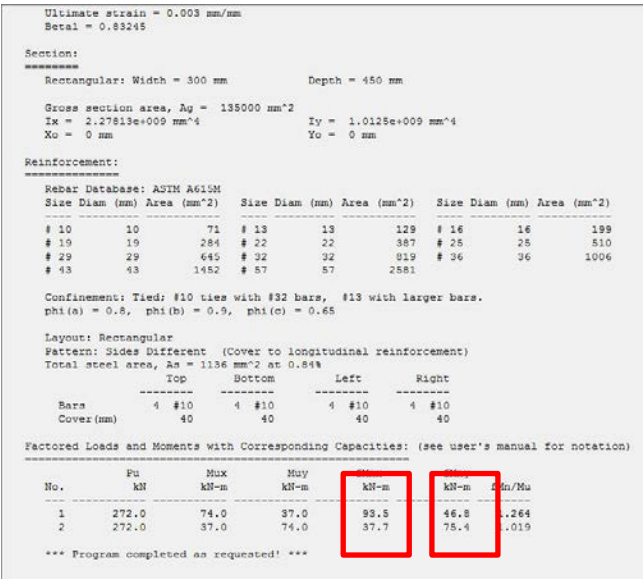 Ultimate strain = 0.003 mm/mm
Beta1 = 0.83245
Section:
========
Rectangular: Width = 300 mm Depth = 450 mm
Gross section area, Ag = 135000 mm^2
Ix = 2.27813e+009 mm^4 Iy = 1.0125e+009 mm^4
Xo = 0 mm Yo = 0 mm
Reinforcement:
==============
Rebar Database: ASTM A615M
Size Diam (mm) Area (mm^2) Size Diam (mm) Area (mm^2) Size Diam (mm) Area (mm^2)
---- --------- ----------- ---- --------- ----------- ---- --------- -----------
# 10 10 71 # 13 13 129 # 16 16 199
# 19 19 284 # 22 22 387 # 25 25 510
# 29 29 645 # 32 32 819 # 36 36 1006
# 43 43 1452 # 57 57 2581
Confinement: Tied; #10 ties with #32 bars, #13 with larger bars.
phi(a) = 0.8, phi(b) = 0.9, phi(c) = 0.65
Layout: Rectangular
Pattern: Sides Different (Cover to longitudinal reinforcement)
Total steel area, As = 1136 mm^2 at 0.84%
Top Bottom Left Right
-------- -------- -------- --------
Bars 4 #10 4 #10 4 #10 4 #10
Cover(mm) 40 40 40 40
Factored Loads and Moments with Corresponding Capacities: (see user's manual for notation)
=========================================================
Pu Mux Muy
No. kN kN-m kN-m kN-m kN-m fMn/Mu
1 272.0 74.0 37.0 93.5 46.8 1.264
2 272.0 37.0 74.0 37.7 75.4 1.019
*** Program completed as requested! ***